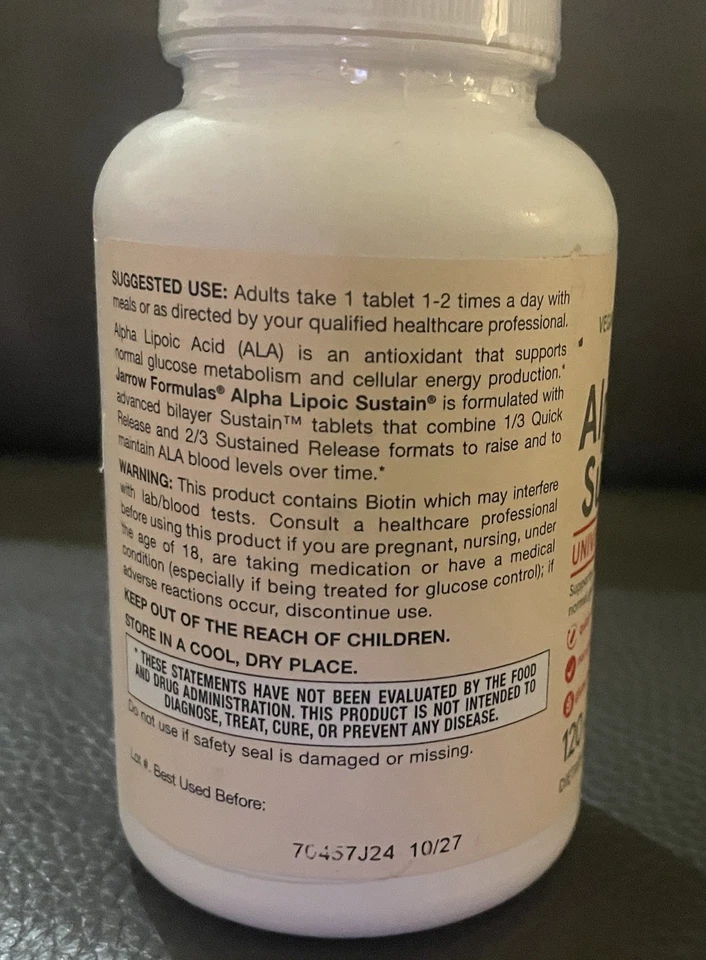 SUGGESTED USE: Adults take 1 tablet 1-2 times a day with
meals or as directed by your qualified healthcare professional.
Alpha Lipoic Acid (ALA) is an antioxidant that supports
normal glucose metabolism and cellular energy production.*
Jarrow Formulas® Alpha Lipoic Sustain® is formulated with
advanced bilayer Sustain™ tablets that combine 1/3 Quick
Release and 2/3 Sustained Release formats to raise and to
maintain ALA blood levels over time.*
WARNING: This product contains Biotin which may interfere
with lab/blood tests. Consult a healthcare professional
before using this product if you are pregnant, nursing, under
the age of 18, are taking medication or have a medical
condition (especially if being treated for glucose control); if
adverse reactions occur, discontinue use.
KEEP OUT OF THE REACH OF CHILDREN.
STORE IN A COOL, DRY PLACE.
* THESE STATEMENTS HAVE NOT BEEN EVALUATED BY THE FOOD
AND DRUG ADMINISTRATION. THIS PRODUCT IS NOT INTENDED TO
DIAGNOSE, TREAT, CURE, OR PREVENT ANY DISEASE.
Do not use if safety seal is damaged or missing.
Lot #. Best Used Before:
10/27
120